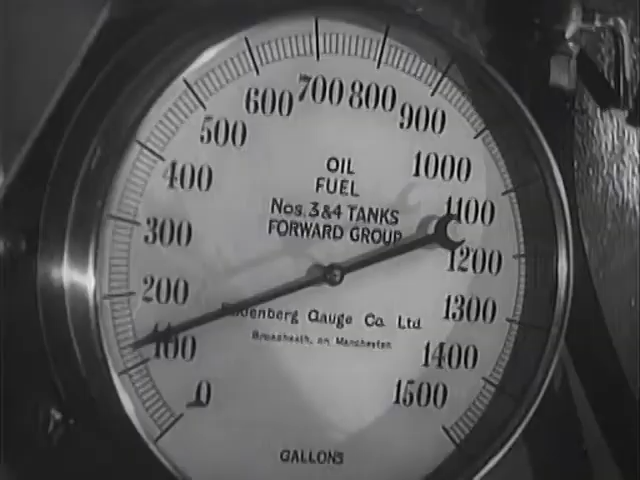 0
100
200
300
400
500
600
700
800
900
1000
1100
1200
1300
1400
1500
OIL
FUEL
Nos. 3 & 4 TANKS
FORWARD GROUP
Gauge Co. Ltd.
Broadheath, on Manchester.
GALLONS